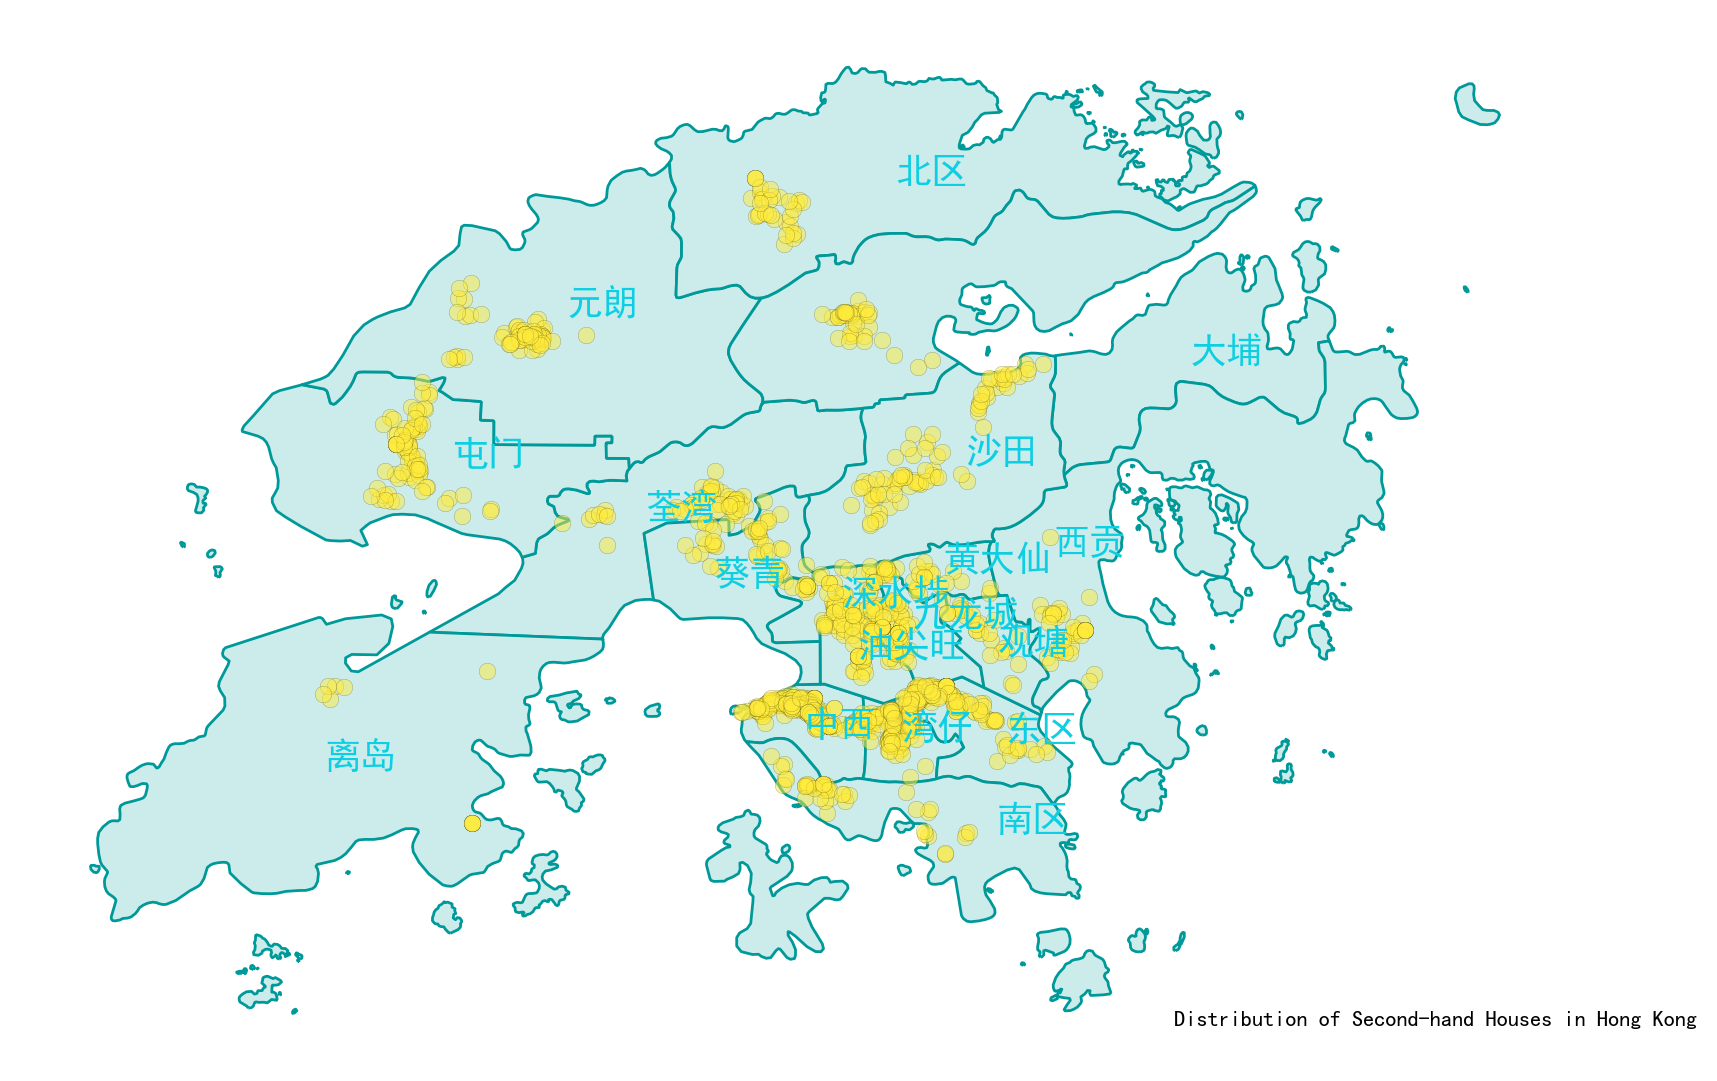 北区
元朗
大埔
屯门
沙田
荃湾
西贡
黄大仙
葵青
深水埗
九龙城
观塘
油尖旺
中西
湾仔
东区
离岛
南区
Distribution of Second-hand Houses in Hong Kong